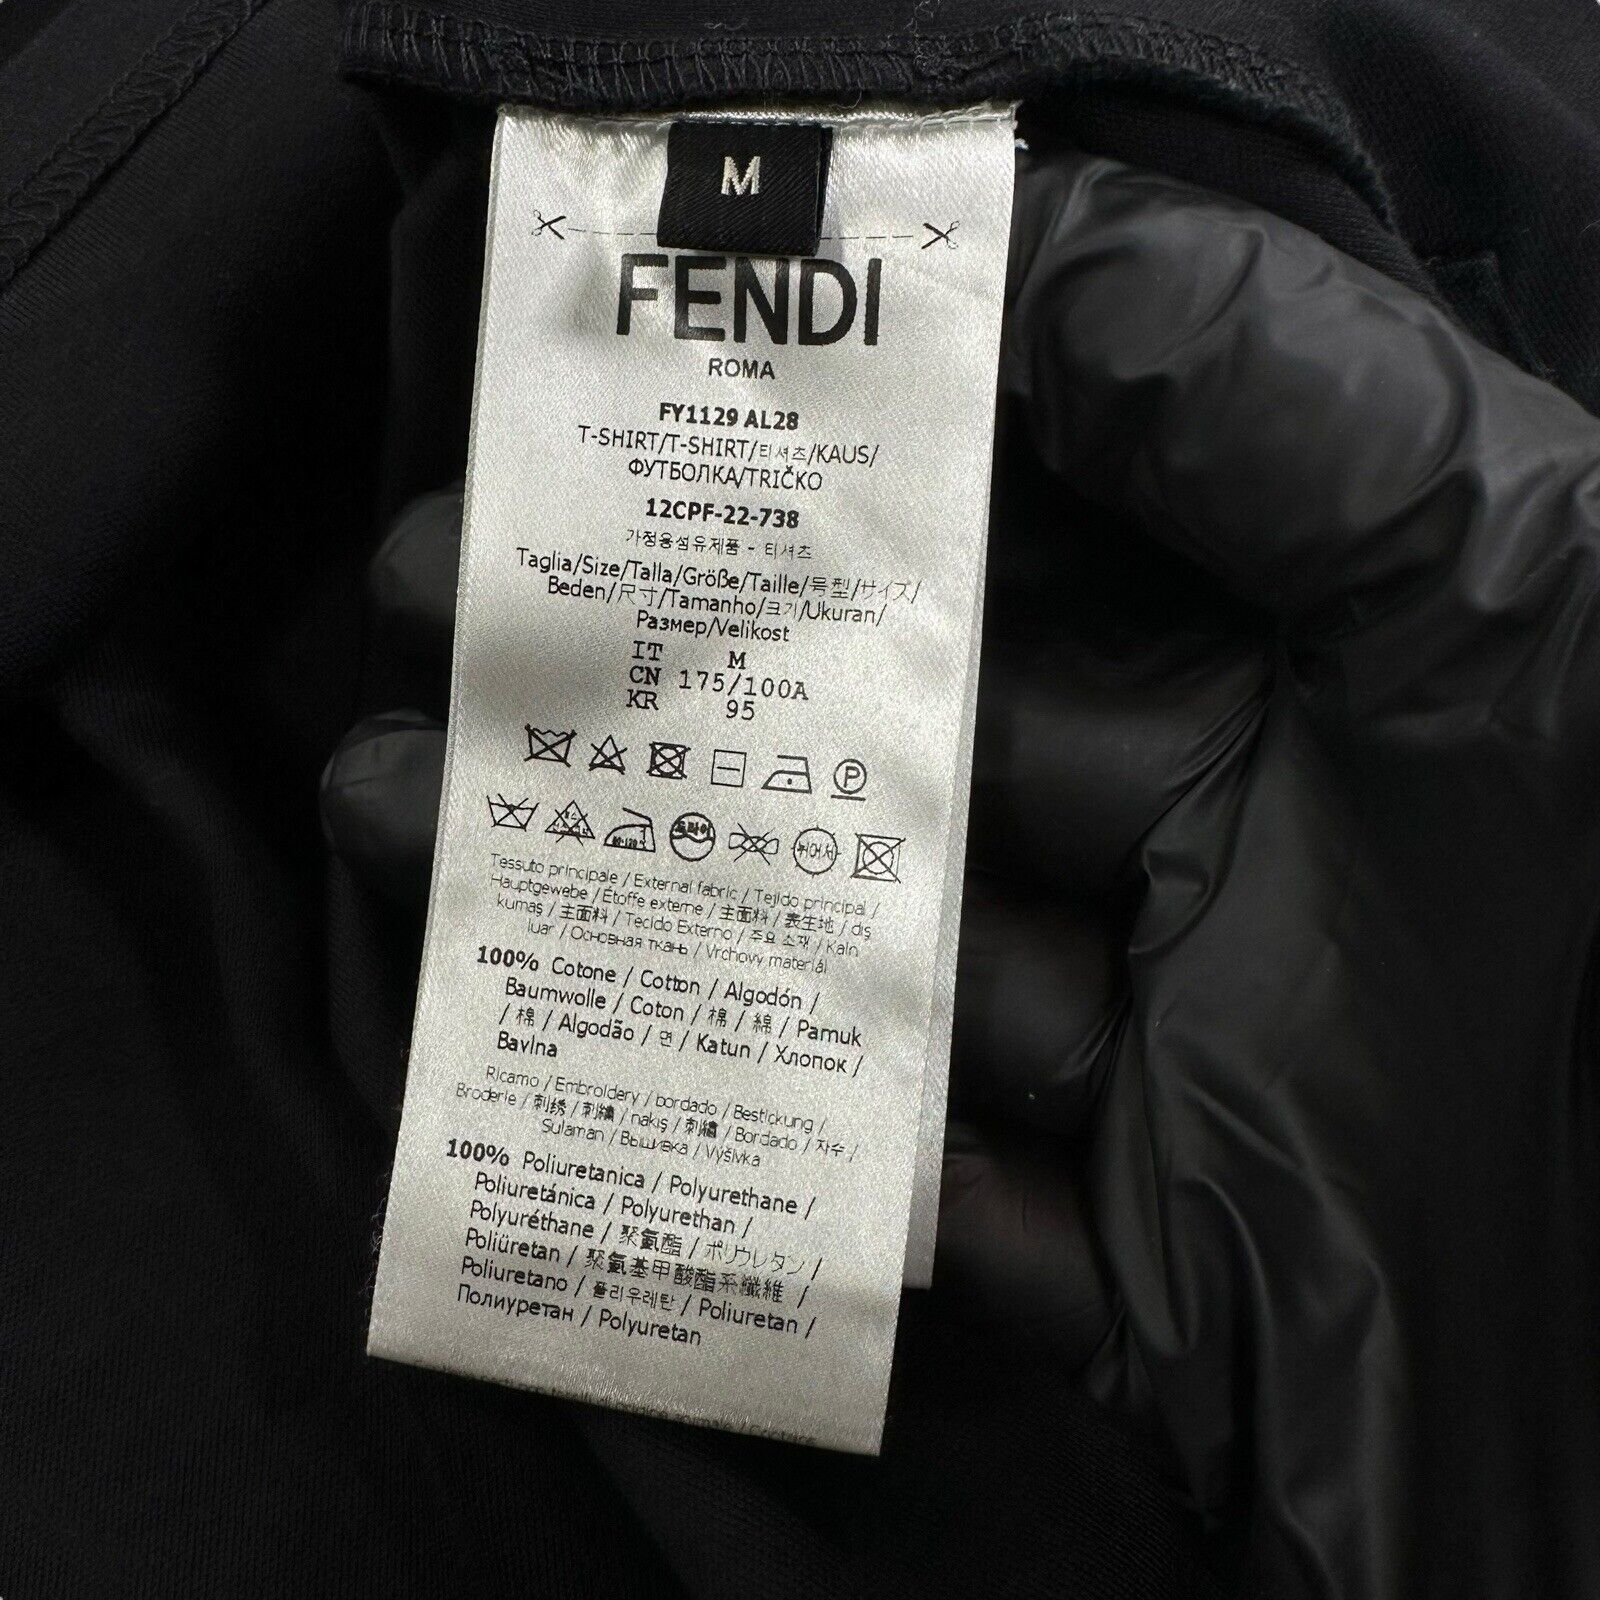 M
FENDI
ROMA
FY1129 AL28
T-SHIRT/T-SHIRT/티셔츠/KAUS/
ФУТБОЛКА/TRIČKO
12CPF-22-738
가정용섬유제품 - 티셔츠
Taglia/Size/Talla/Größe/Taille/号型/サイズ/
Beden/尺寸/Tamanho/크기/Ukuran/
Размер/Velikost
IT M
CN 175/100A
KR 95
P
80-120℃ 드라이
Tessuto principale / External fabric / Tejido principal /
Hauptgewebe / Étoffe externe / 主面料 / 表生地 / dış
kumaş / 主面料 / Tecido Externo / 주요 소재 / Kain
luar / Основная ткань / Vrchový materiál
100% Cotone / Cotton / Algodón /
Baumwolle / Coton / 棉 / 綿 / Pamuk
/ 棉 / Algodão / 면 / Katun / Хлопок /
Bavlna
Ricamo / Embroidery / bordado / Bestickung /
Broderie / 刺绣 / 刺繍 / nakış / 刺繡 / Bordado / 자수 /
Sulaman / Вышивка / Výšivka
100% Poliuretanica / Polyurethane /
Poliuretánica / Polyurethan /
Polyuréthane / 聚氨酯 / ポリウレタン /
Poliüretan / 聚氨基甲酸酯系纖維 /
Poliuretano / 폴리우레탄 / Poliuretan /
Полиуретан / Polyuretan